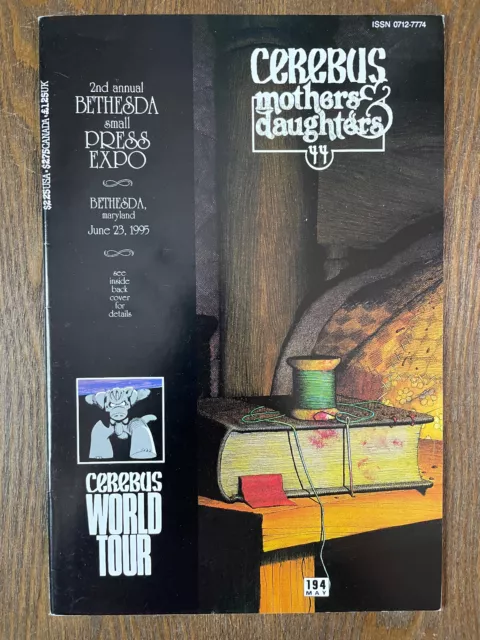 ISSN 0712-7774
CEREBUS
mothers &
daughters
44
$2.25USA • $2.75CANADA • £1.25UK
2nd annual
BETHESDA
small
PRESS
EXPO
BETHESDA,
maryland
June 23, 1995
see
inside
back
cover
for
details
CEREBUS
WORLD
TOUR
194
MAY